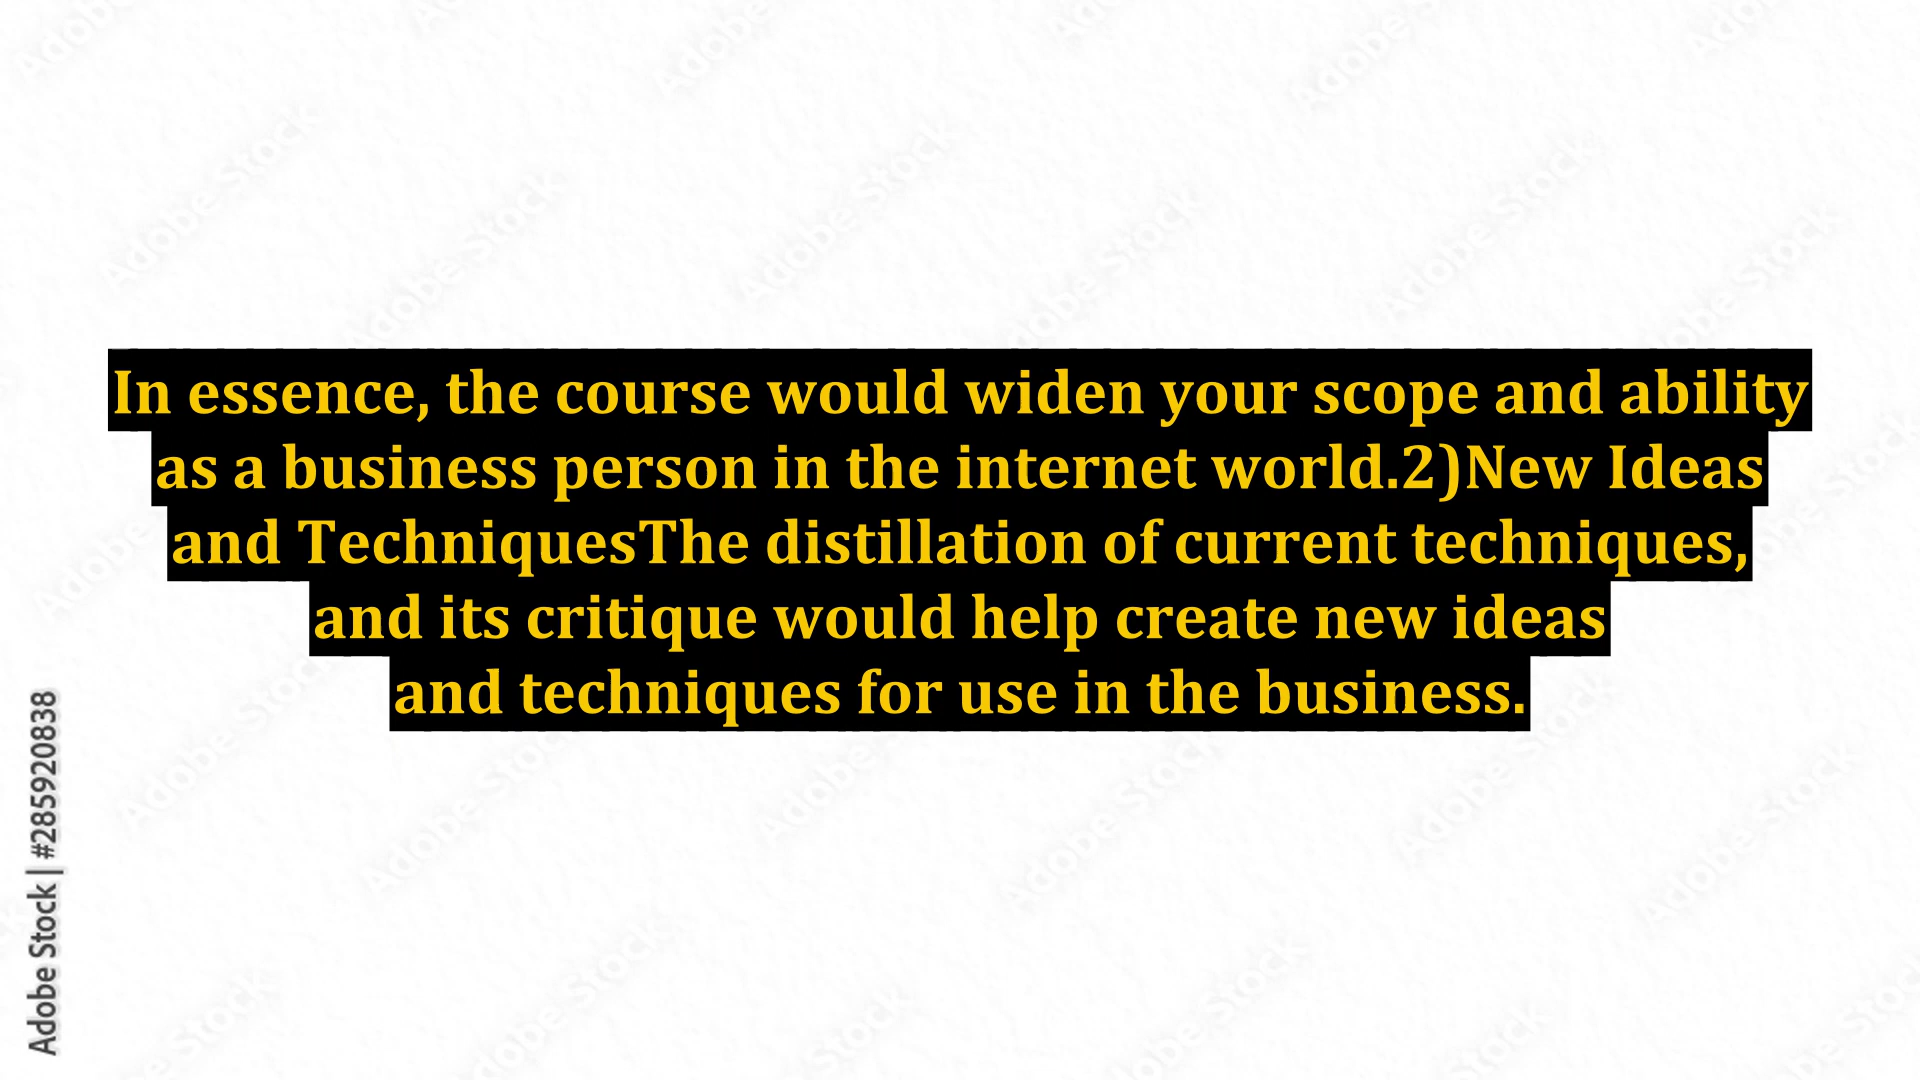 In essence, the course would widen your scope and ability
as a business person in the internet world.2)New Ideas
and TechniquesThe distillation of current techniques,
and its critique would help create new ideas
and techniques for use in the business.
Adobe Stock | #285920838